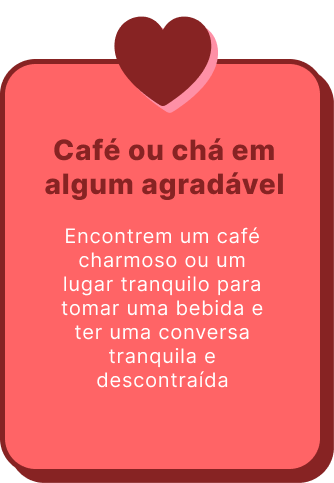 Café ou chá em
algum agradável
Encontrem um café
charmoso ou um
lugar tranquilo para
tomar uma bebida e
ter uma conversa
tranquila e
descontraída